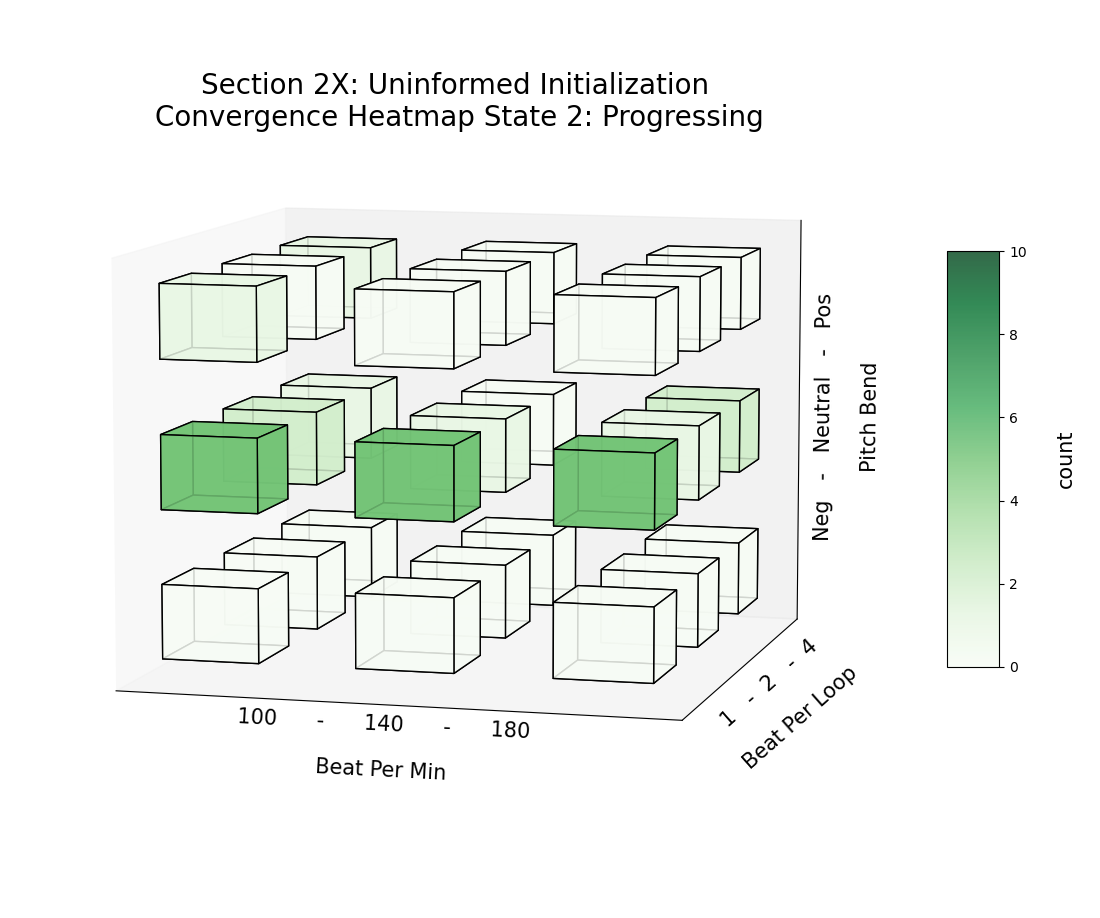 Section 2X: Uninformed Initialization
Convergence Heatmap State 2: Progressing
Neg - Neutral - Pos
Pitch Bend
1 - 2 - 4
Beat Per Loop
100 - 140 - 180
Beat Per Min
10
8
6
4
2
0
count